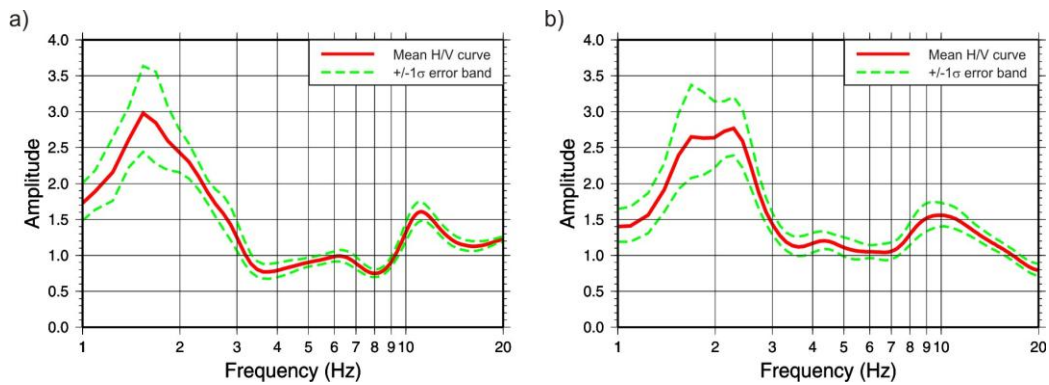 a)
4.0
3.5
3.0
2.5
2.0
1.5
1.0
0.5
0.0
Amplitude
Mean H/V curve
+/-1σ error band
1 2 3 4 5 6 7 8 9 10 20
Frequency (Hz)
b)
4.0
3.5
3.0
2.5
2.0
1.5
1.0
0.5
0.0
Amplitude
Mean H/V curve
+/-1σ error band
1 2 3 4 5 6 7 8 9 10 20
Frequency (Hz)